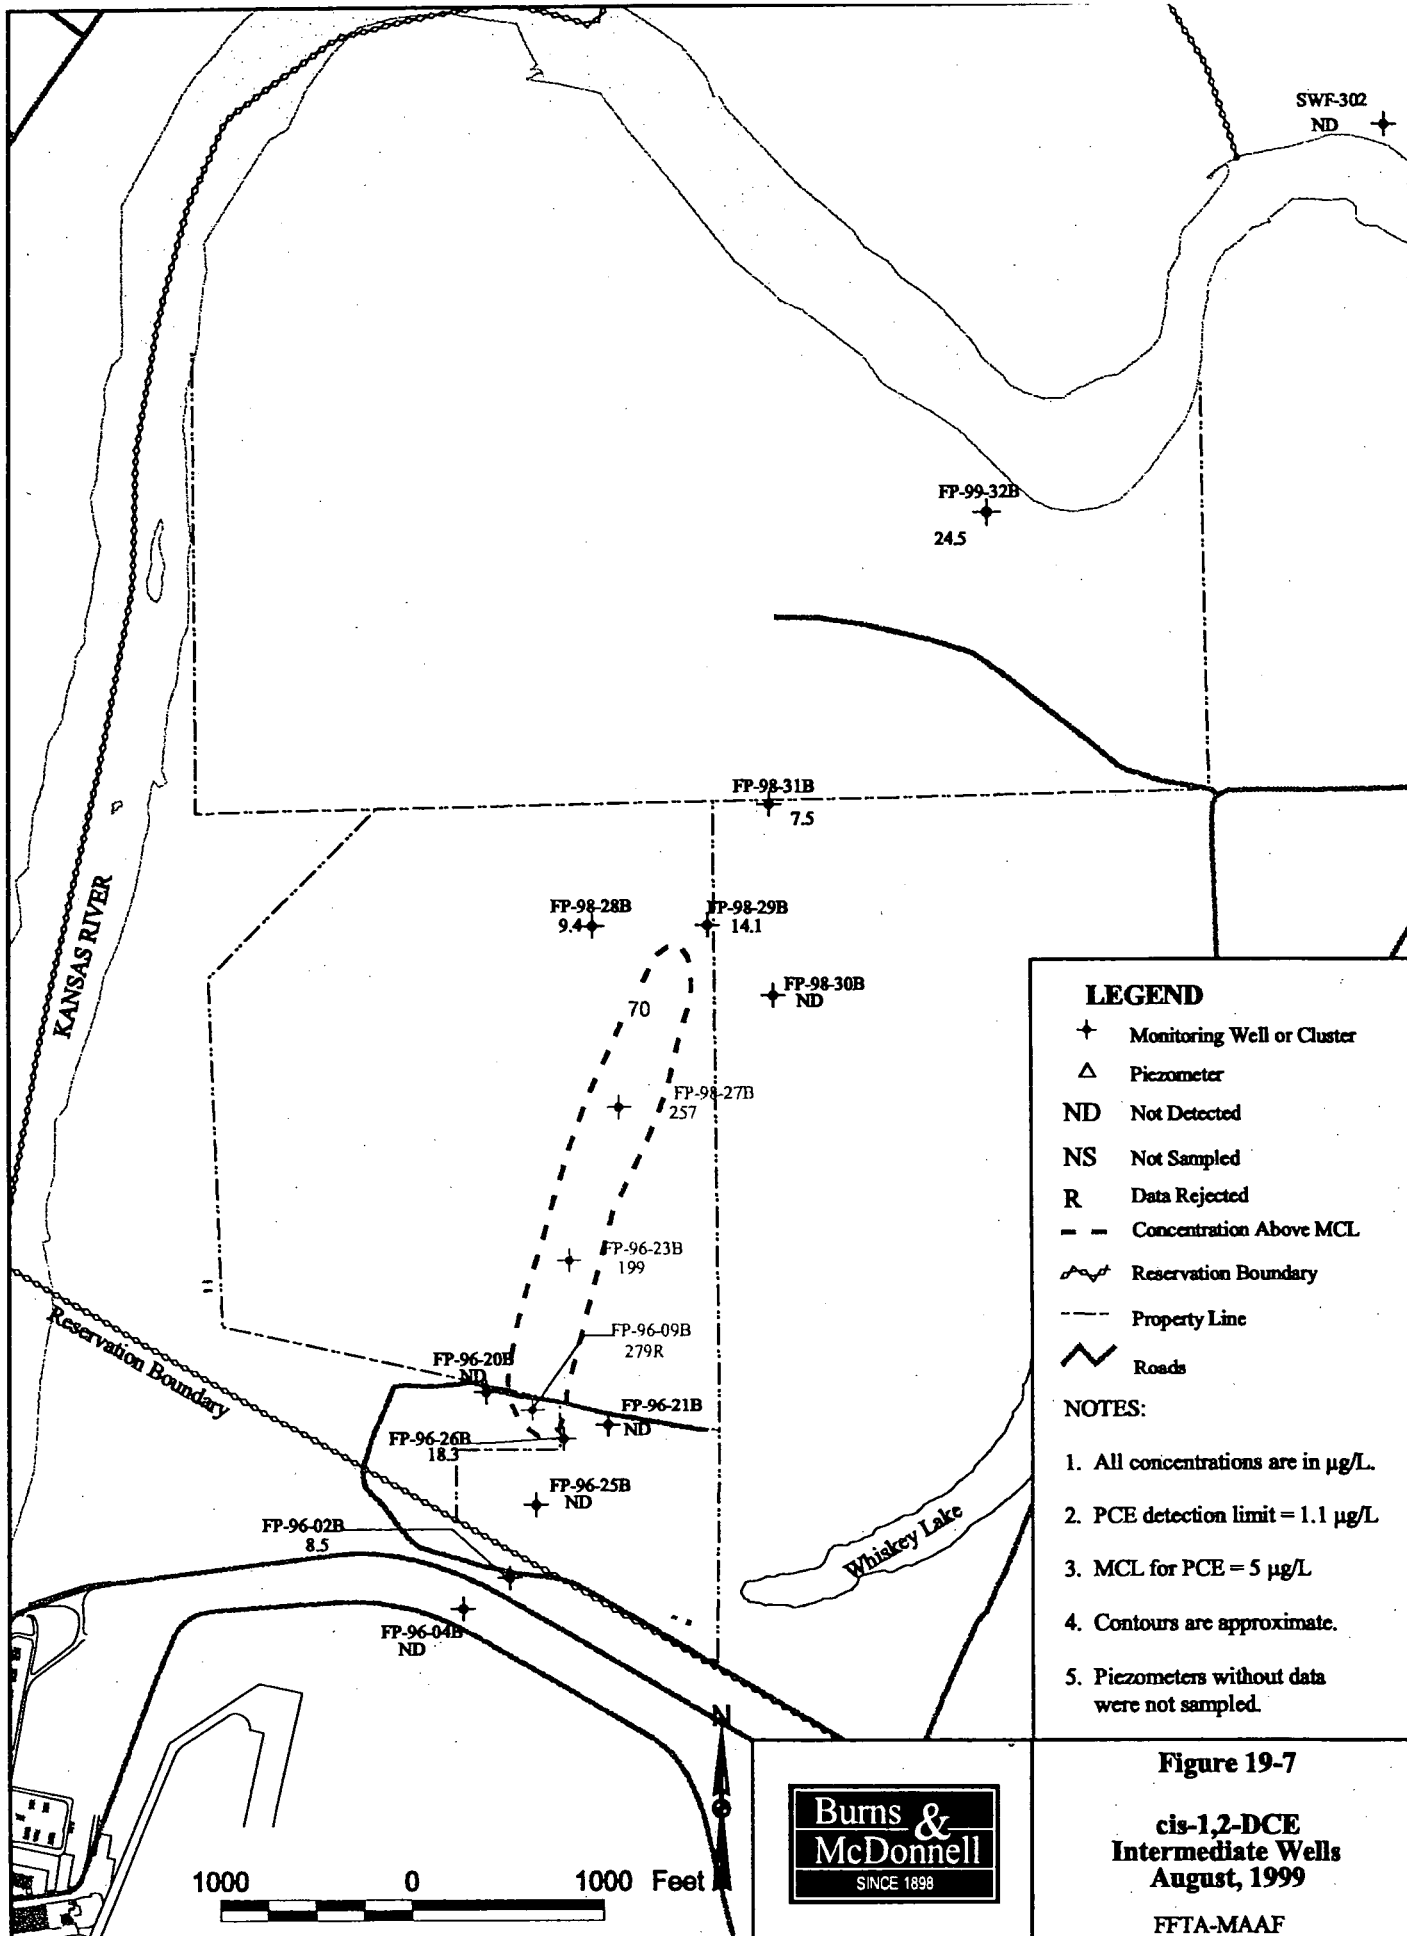 SWF-302
ND
FP-99-32B
24.5
FP-98-31B
7.5
FP-98-28B
9.4
FP-98-29B
14.1
KANSAS RIVER
70
FP-98-30B
ND
FP-98-27B
257
FP-96-23B
199
Reservation Boundary
FP-96-09B
279R
FP-96-20B
ND
FP-96-21B
ND
FP-96-26B
18.3
FP-96-25B
ND
FP-96-02B
8.5
FP-96-04B
ND
Whiskey Lake
N
1000 0 1000 Feet
LEGEND
Monitoring Well or Cluster
Piezometer
ND Not Detected
NS Not Sampled
R Data Rejected
Concentration Above MCL
Reservation Boundary
Property Line
Roads
NOTES:
1. All concentrations are in µg/L.
2. PCE detection limit = 1.1 µg/L
3. MCL for PCE = 5 µg/L
4. Contours are approximate.
5. Piezometers without data
were not sampled.
Burns &
McDonnell
SINCE 1898
Figure 19-7
cis-1,2-DCE
Intermediate Wells
August, 1999
FFTA-MAAF